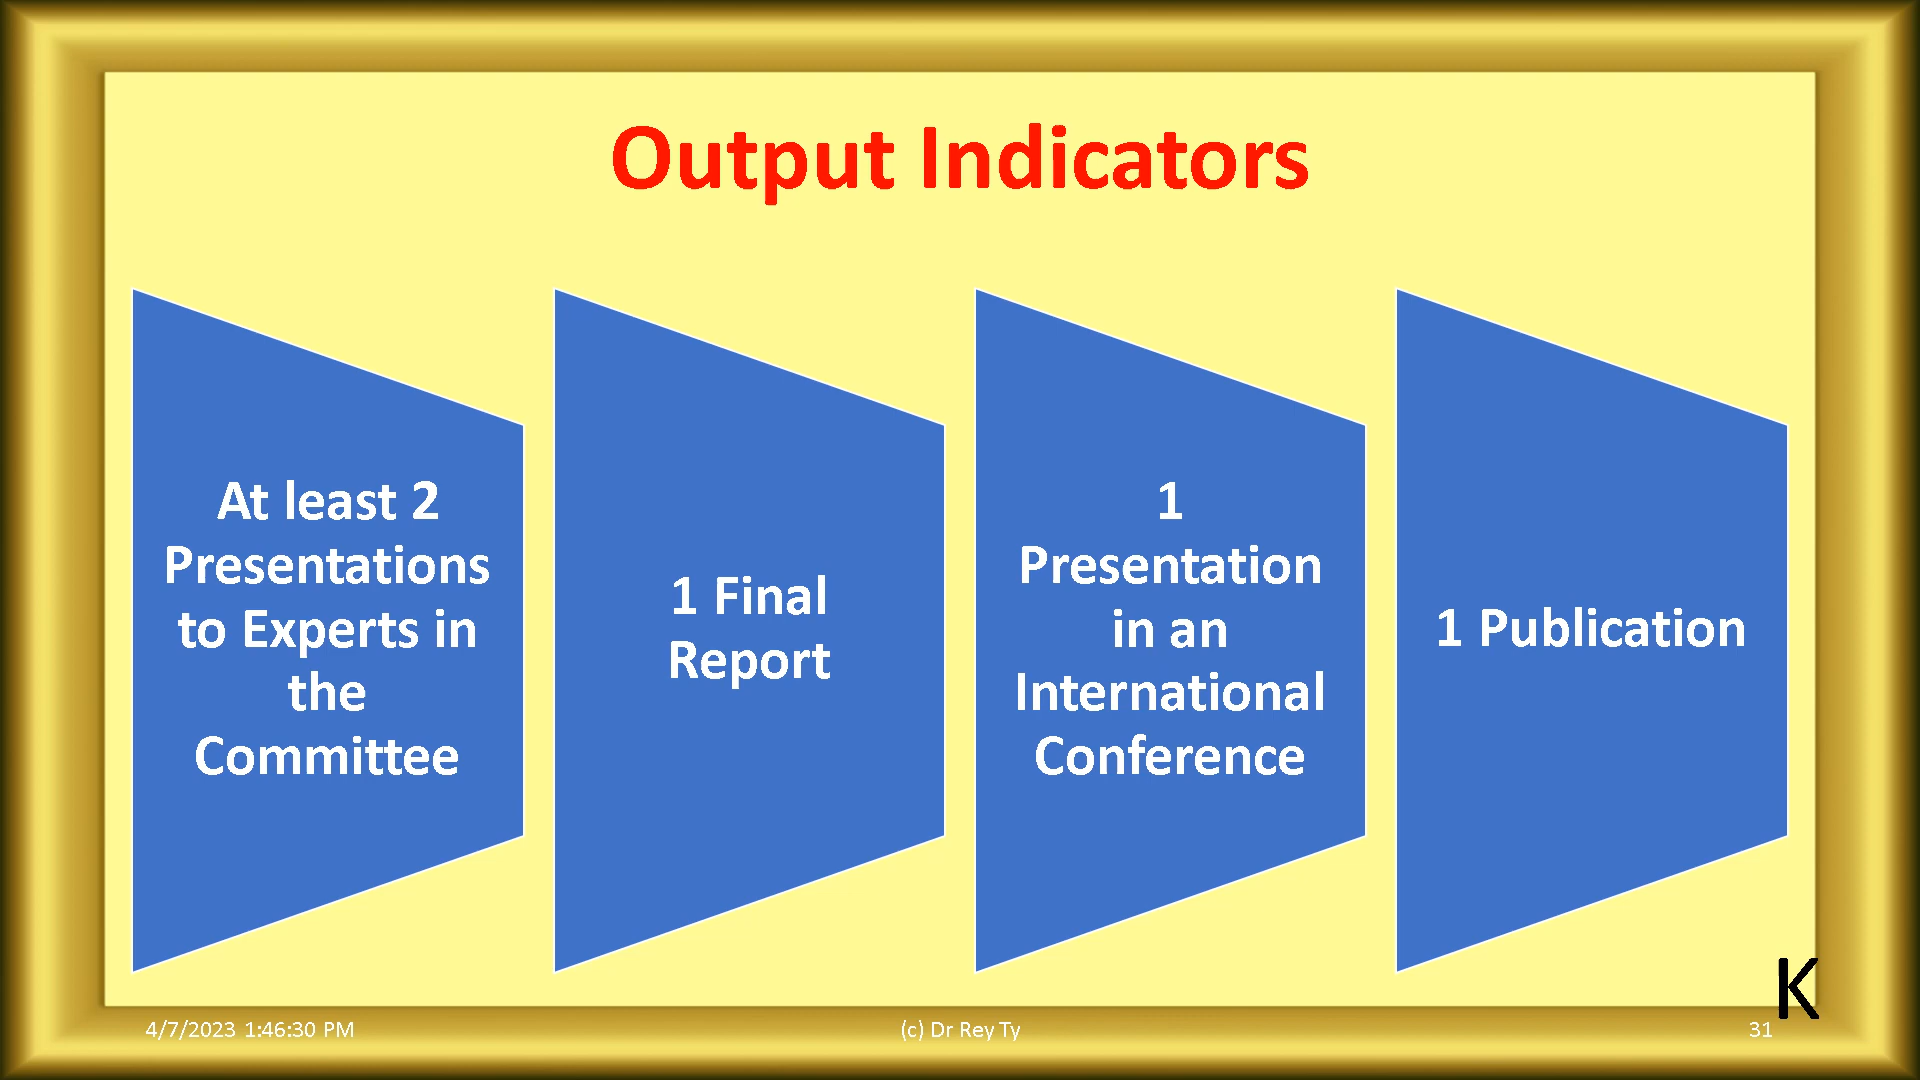 Output Indicators
At least 2
Presentations
to Experts in
the
Committee
1 Final
Report
1
Presentation
in an
International
Conference
1 Publication
K
4/7/2023 1:46:30 PM
(c) Dr Rey Ty
31